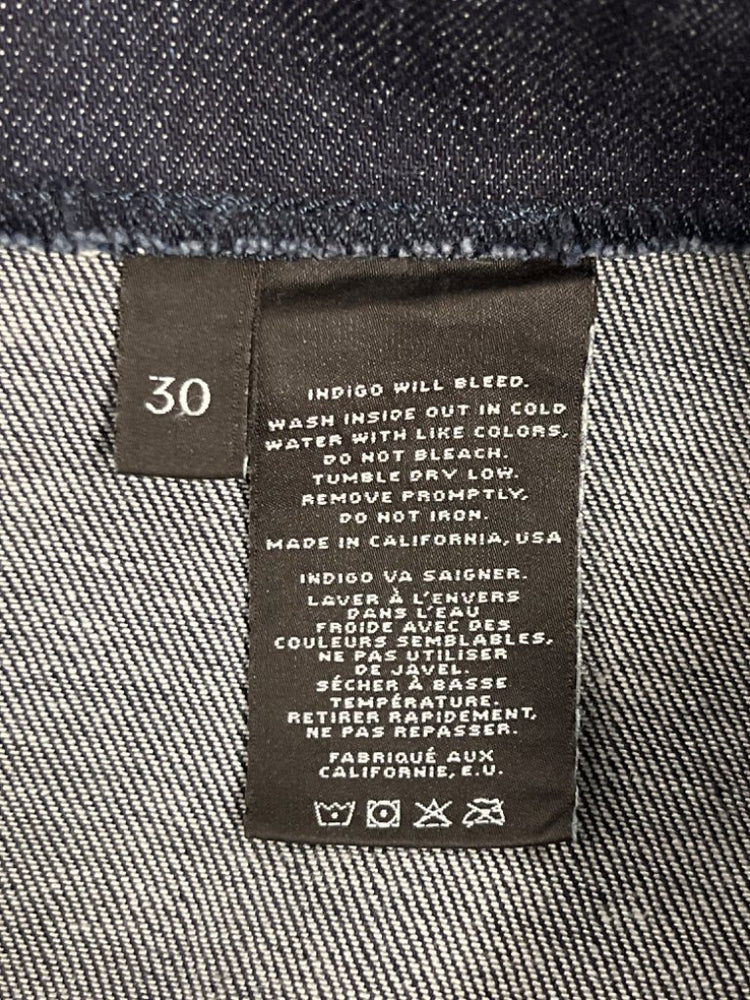 30
INDIGO WILL BLEED.
WASH INSIDE OUT IN COLD
WATER WITH LIKE COLORS,
DO NOT BLEACH.
TUMBLE DRY LOW.
REMOVE PROMPTLY,
DO NOT IRON.
MADE IN CALIFORNIA, USA
INDIGO VA SAIGNER.
LAVER À L'ENVERS
DANS L'EAU
FROIDE AVEC DES
COULEURS SEMBLABLES,
NE PAS UTILISER
DE JAVEL.
SÉCHER À BASSE
TEMPÉRATURE.
RETIRER RAPIDEMENT,
NE PAS REPASSER.
FABRIQUÉ AUX
CALIFORNIE, E.U.